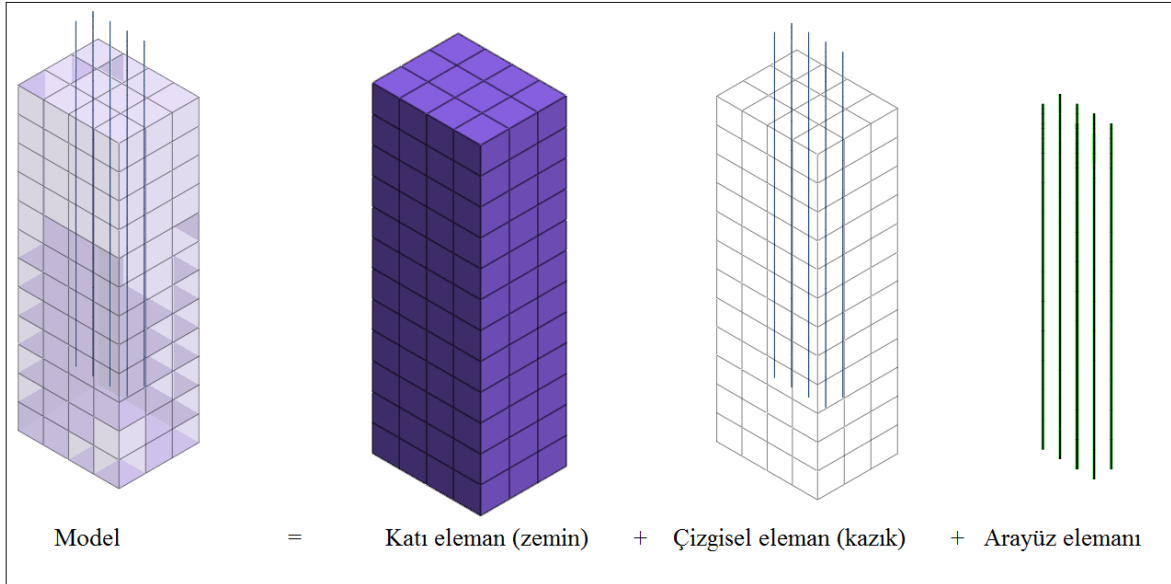 Model = Katı eleman (zemin) + Çizgisel eleman (kazık) + Arayüz elemanı